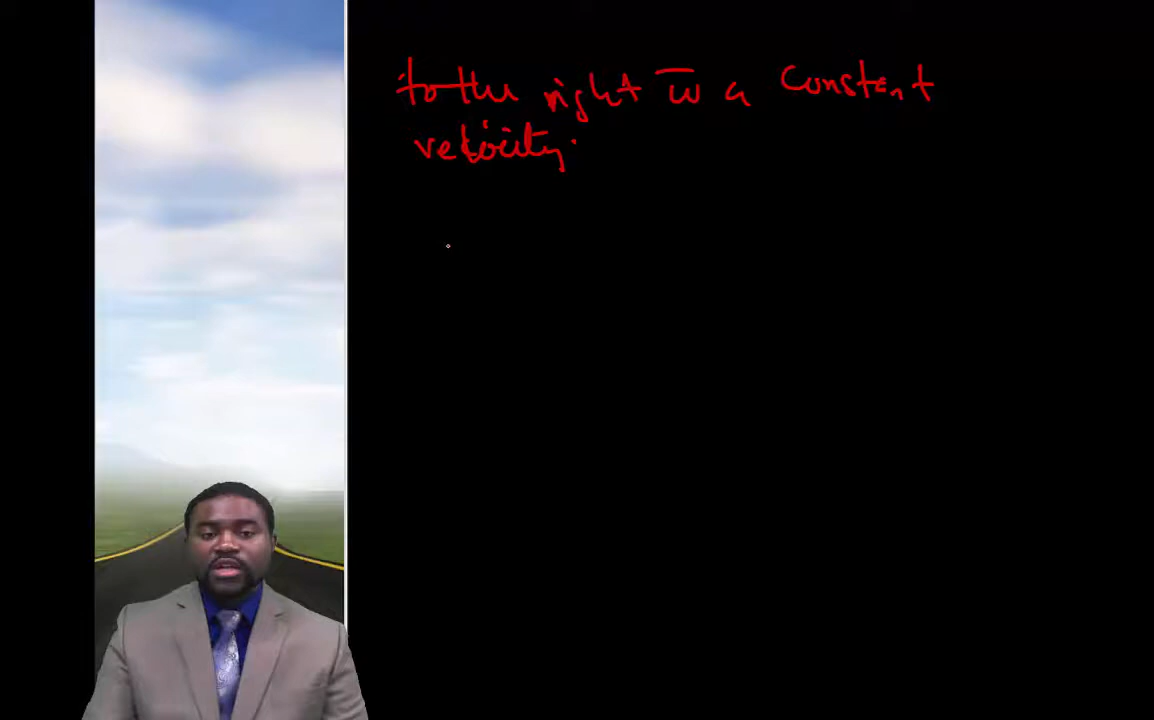 to the right w̅ a constant
velocity.